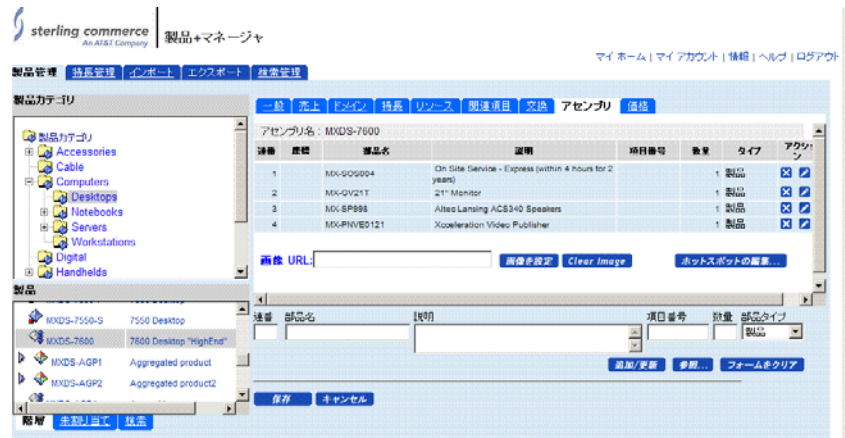 sterling commerce
An AT&T Company
製品+マネージャ
マイ ホーム | マイ アカウント | 情報 | ヘルプ | ログアウト
製品管理 特長管理 インポート エクスポート 検索管理
製品カテゴリ
製品カテゴリ
Accessories
Cable
Computers
Desktops
Notebooks
Servers
Workstations
Digital
Handhelds
製品
MXDS-7550-S 7550 Desktop
MXDS-7600 7600 Desktop "HighEnd"
MXDS-AGP1 Aggregated product
MXDS-AGP2 Aggregated product2
階層 未割り当て 検索
一般 売上 ドメイン 特長 リソース 関連項目 交換 アセンブリ 価格
アセンブリ名: MXDS-7600
連番 座標 部品名 説明 項目番号 数量 タイプ アクション
1 MX-SOS004 On Site Service - Express (within 4 hours for 2 years) 1 製品
2 MX-GV21T 21" Monitor 1 製品
3 MX-SP998 Altec Lansing ACS340 Speakers 1 製品
4 MX-PNVE0121 Xcceleration Video Publisher 1 製品
画像 URL: 画像を設定 Clear Image ホットスポットの編集...
連番 部品名 説明 項目番号 数量 部品タイプ
製品
追加/更新 参照... フォームをクリア
保存 キャンセル